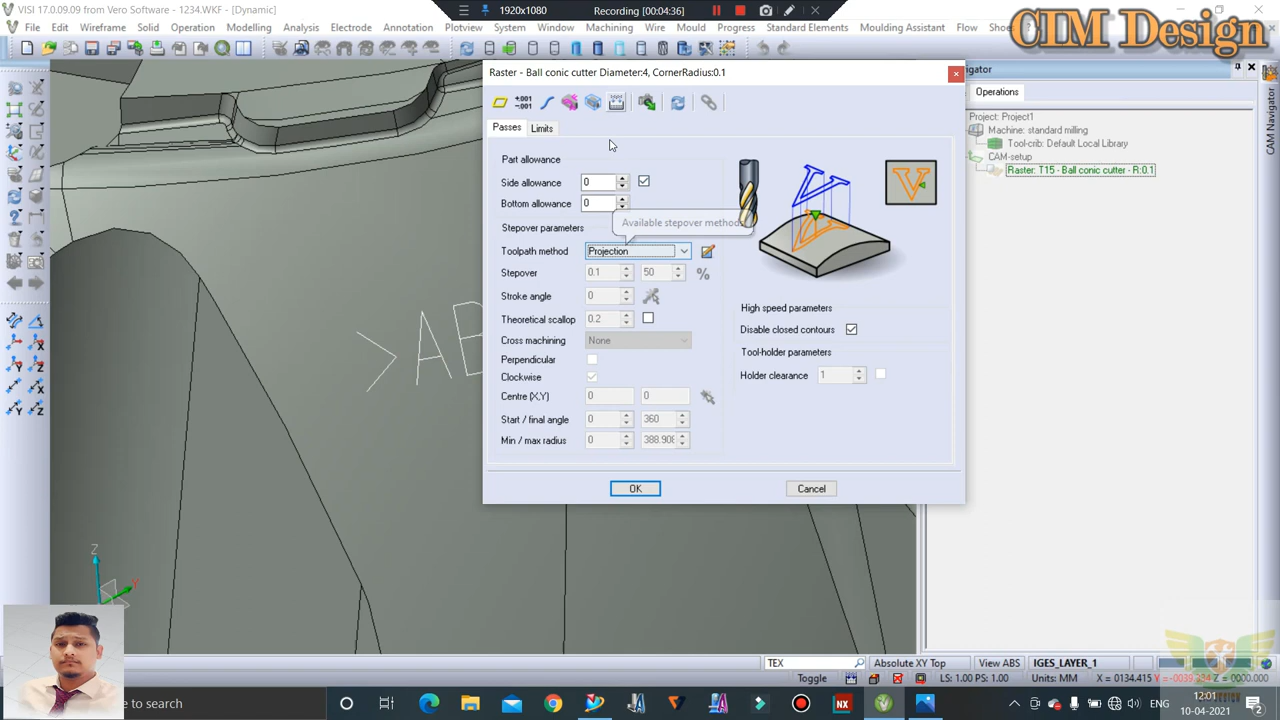 VISI 17.0.09.09 from Vero Software - 1234.WKF - [Dynamic]
1920x1080
Recording [00:04:36]
CIM Design
File Edit Wireframe Solid Operation Modelling Analysis Electrode Annotation Plotview System Window Machining Wire Mould Progress Standard Elements Moulding Assistant Flow
Raster - Ball conic cutter Diameter:4, CornerRadius:0.1
Passes
Limits
Part allowance
Side allowance 0
Bottom allowance 0
Available stepover methods
Stepover parameters
Toolpath method Projection
Stepover 0.1 50 %
Stroke angle 0
Theoretical scallop 0.2
Cross machining None
Perpendicular
Clockwise
Centre (X,Y) 0 0
Start / final angle 0 360
Min / max radius 0 388.908
High speed parameters
Disable closed contours
Tool-holder parameters
Holder clearance 1
OK
Cancel
Operations
Project: Project1
Machine: standard milling
Tool-crib: Default Local Library
CAM-setup
Raster: T15 - Ball conic cutter - R:0.1
CAM Navigator
>AB
Z
Y
TEX
Absolute XY Top
View ABS
IGES_LAYER_1
Toggle
LS: 1.00 PS: 1.00
Units: MM
X = 0134.415
Z = 0000.000
here to search
ENG
12:01
10-04-2021